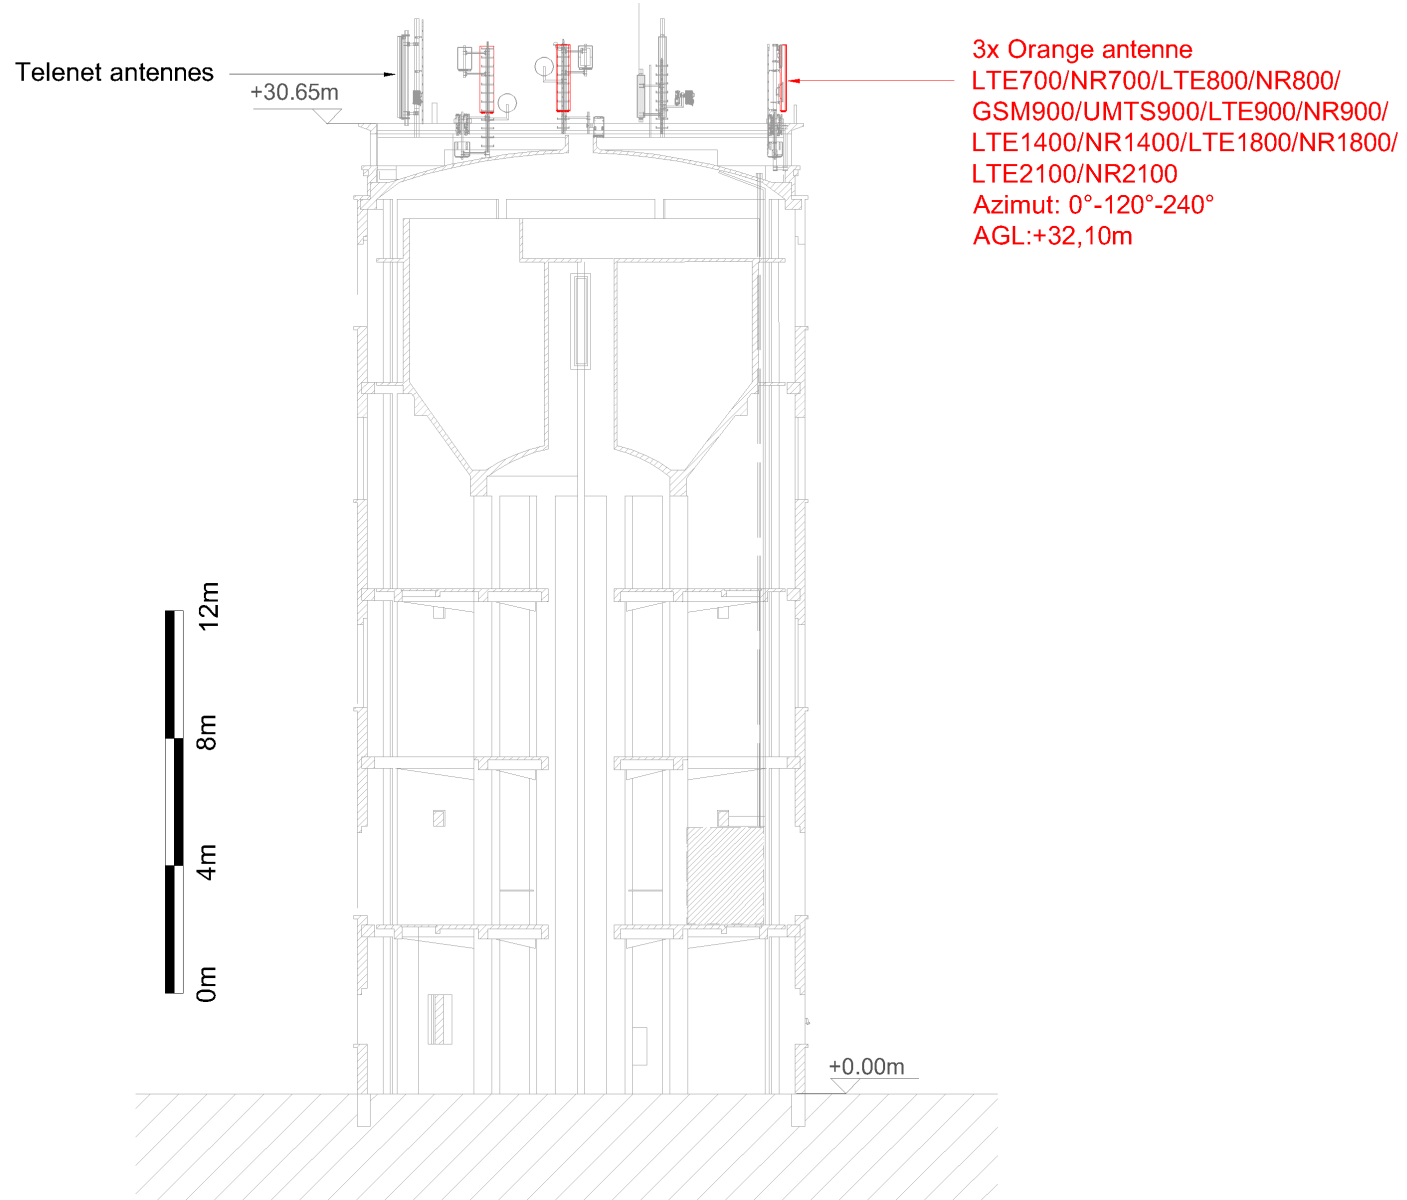 Telenet antennes
+30.65m
3x Orange antenne
LTE700/NR700/LTE800/NR800/
GSM900/UMTS900/LTE900/NR900/
LTE1400/NR1400/LTE1800/NR1800/
LTE2100/NR2100
Azimut: 0°-120°-240°
AGL:+32,10m
12m
8m
4m
0m
+0.00m